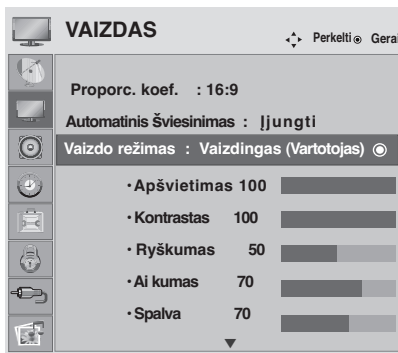 VAIZDAS
Perkelti Gerai
Proporc. koef. : 16:9
Automatinis Šviesinimas : Įjungti
Vaizdo režimas : Vaizdingas (Vartotojas)
· Apšvietimas 100
· Kontrastas 100
· Ryškumas 50
· Ai kumas 70
· Spalva 70